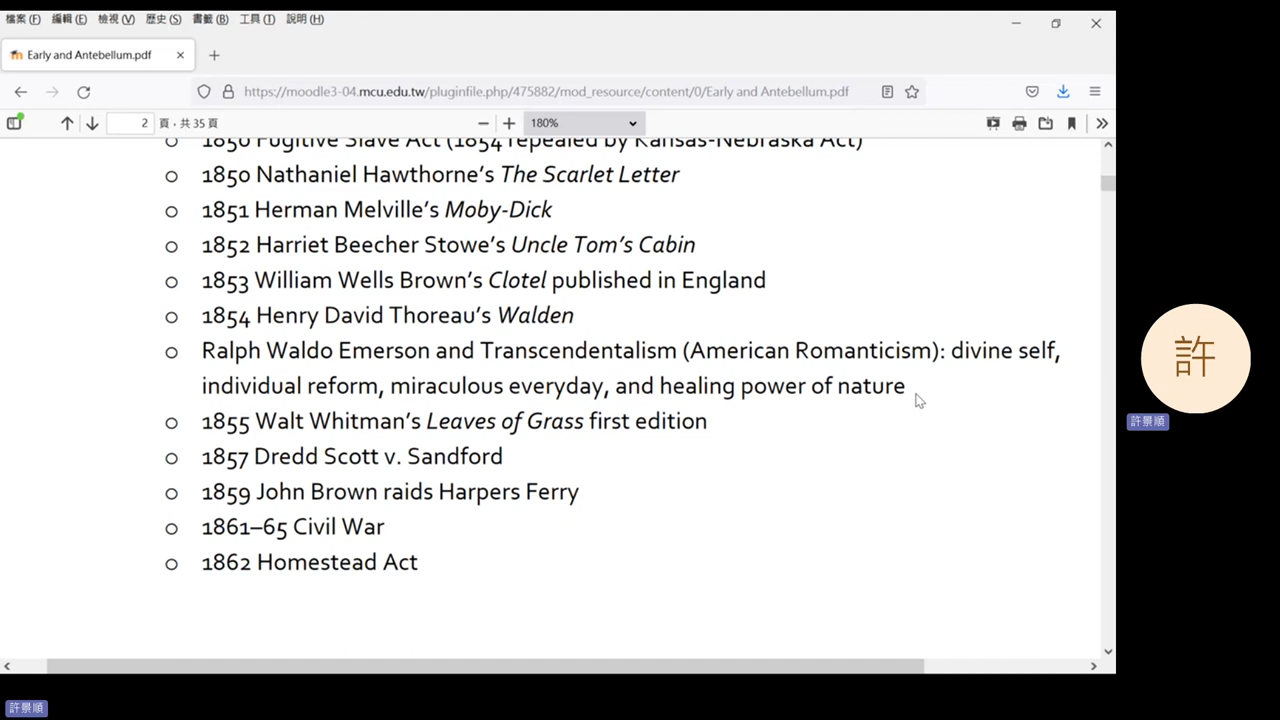 檔案(F) 編輯(E) 檢視(V) 歷史(S) 書籤(B) 工具(T) 說明(H)
Early and Antebellum.pdf
https://moodle3-04.mcu.edu.tw/pluginfile.php/475882/mod_resource/content/0/Early and Antebellum.pdf
2 頁,共 35 頁 180%
1850 Fugitive Slave Act (1854 repealed by Kansas-Nebraska Act)
1850 Nathaniel Hawthorne's The Scarlet Letter
1851 Herman Melville's Moby-Dick
1852 Harriet Beecher Stowe's Uncle Tom's Cabin
1853 William Wells Brown's Clotel published in England
1854 Henry David Thoreau's Walden
Ralph Waldo Emerson and Transcendentalism (American Romanticism): divine self,
individual reform, miraculous everyday, and healing power of nature
1855 Walt Whitman's Leaves of Grass first edition
1857 Dredd Scott v. Sandford
1859 John Brown raids Harpers Ferry
1861–65 Civil War
1862 Homestead Act
許
許景順
許景順